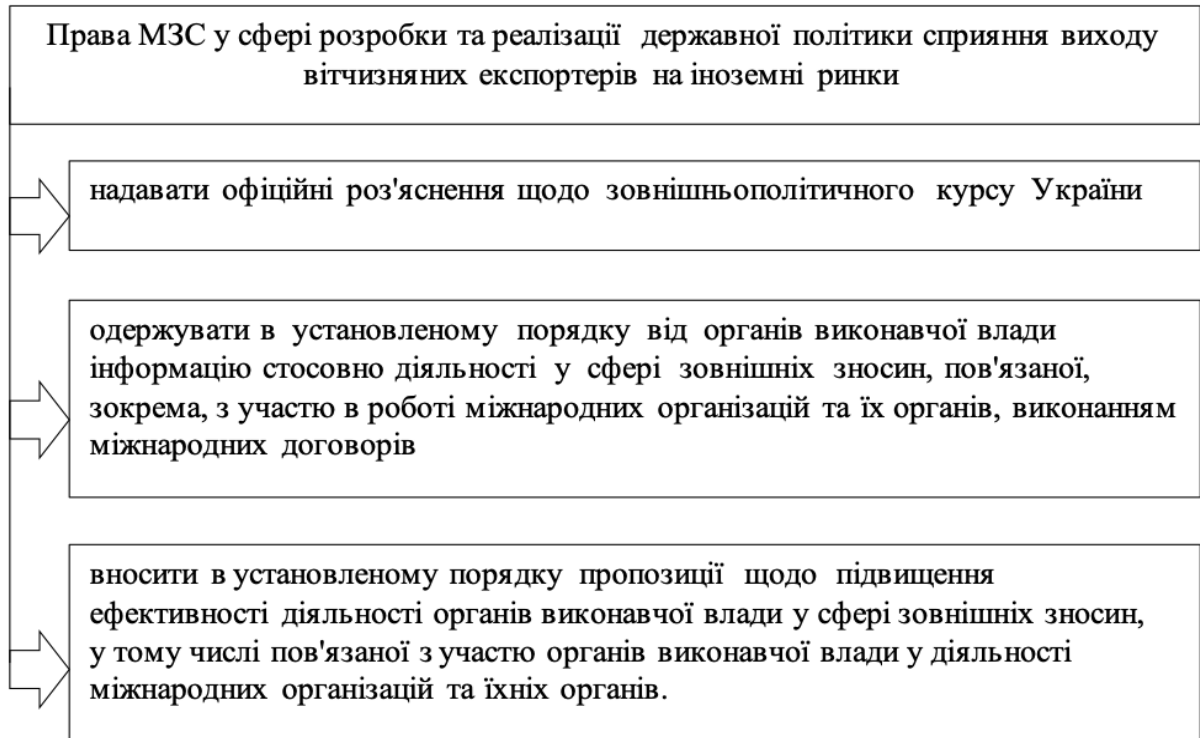 Права МЗС у сфері розробки та реалізації державної політики сприяння виходу
вітчизняних експортерів на іноземні ринки
надавати офіційні роз'яснення щодо зовнішньополітичного курсу України
одержувати в установленому порядку від органів виконавчої влади
інформацію стосовно діяльності у сфері зовнішніх зносин, пов'язаної,
зокрема, з участю в роботі міжнародних організацій та їх органів, виконанням
міжнародних договорів
вносити в установленому порядку пропозиції щодо підвищення
ефективності діяльності органів виконавчої влади у сфері зовнішніх зносин,
у тому числі пов'язаної з участю органів виконавчої влади у діяльності
міжнародних організацій та їхніх органів.